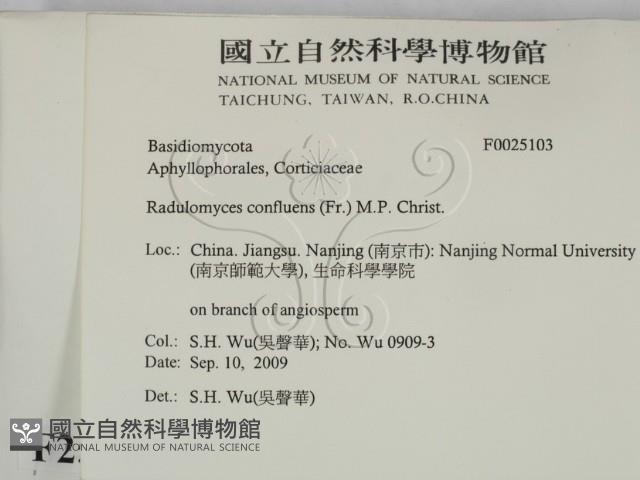 國立自然科學博物館
NATIONAL MUSEUM OF NATURAL SCIENCE
TAICHUNG, TAIWAN, R.O.CHINA
Basidiomycota F0025103
Aphyllophorales, Corticiaceae
Radulomyces confluens (Fr.) M.P. Christ.
Loc.: China. Jiangsu. Nanjing (南京市): Nanjing Normal University
(南京師範大學), 生命科學學院
on branch of angiosperm
Col.: S.H. Wu(吳聲華); No. Wu 0909-3
Date: Sep. 10, 2009
Det.: S.H. Wu(吳聲華)
國立自然科學博物館
NATIONAL MUSEUM OF NATURAL SCIENCE